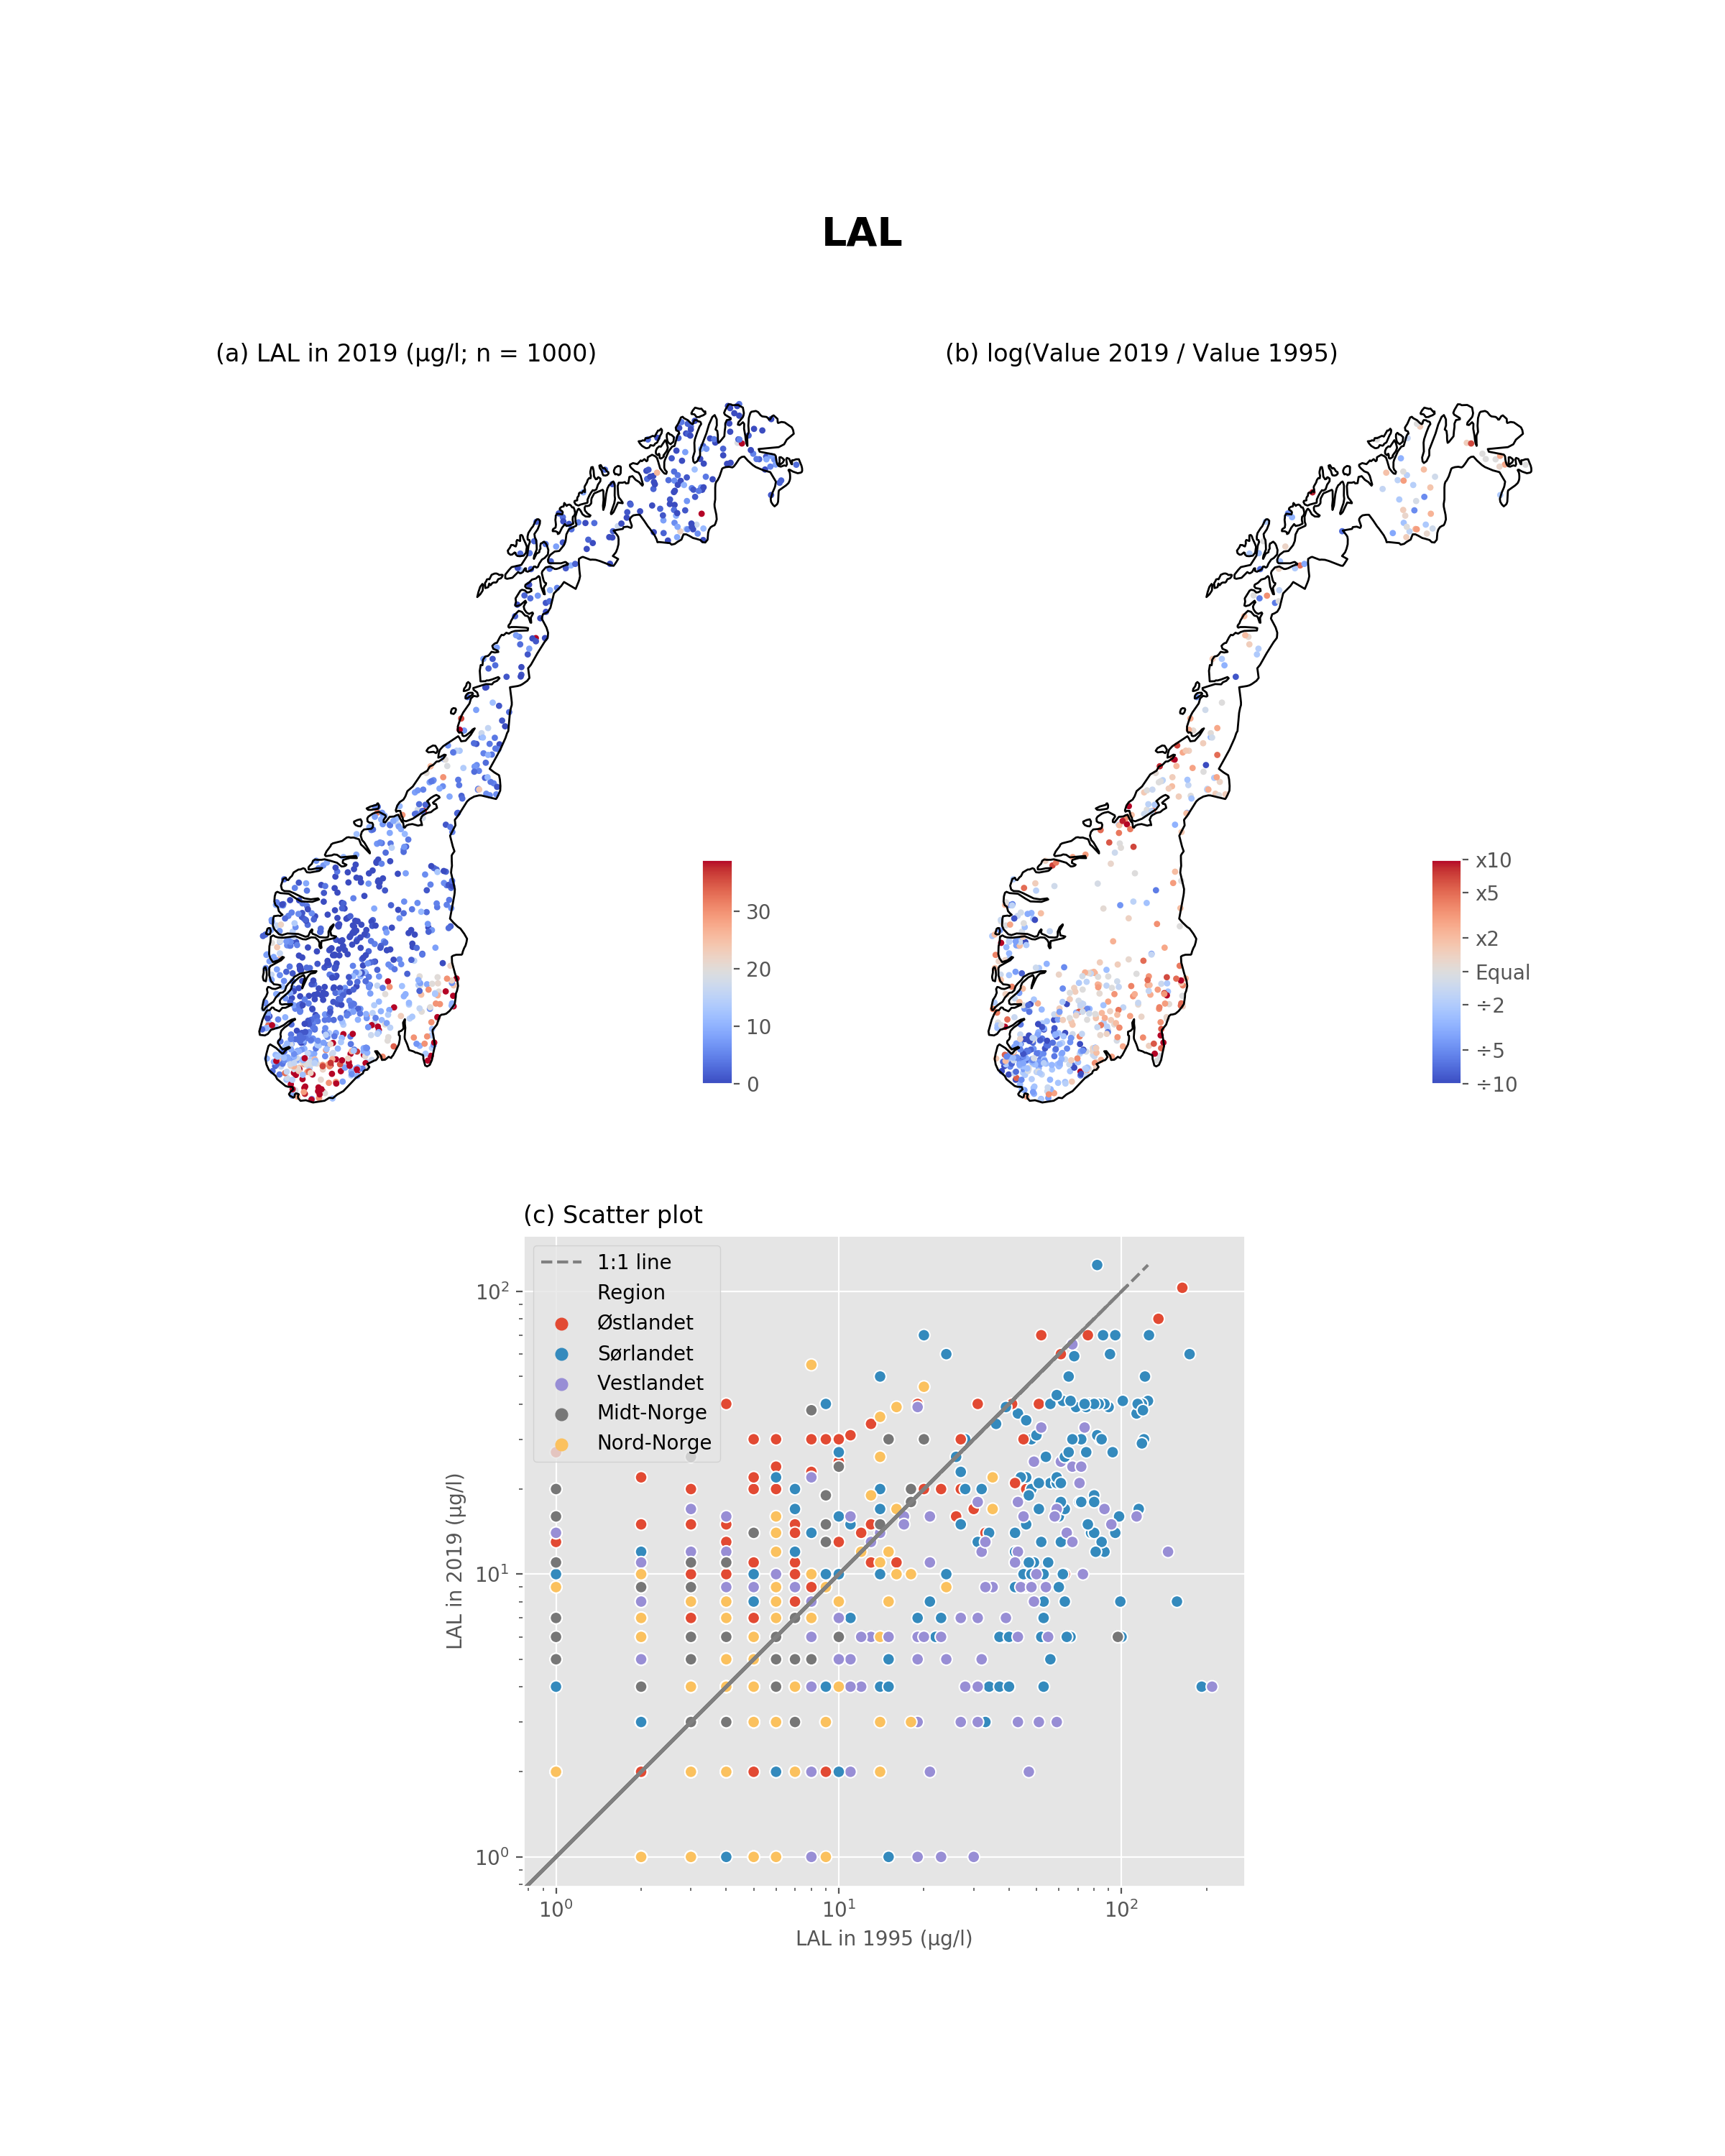 LAL
(a) LAL in 2019 (µg/l; n = 1000)
(b) log(Value 2019 / Value 1995)
30
20
10
0
x10
x5
x2
Equal
÷2
÷5
÷10
(c) Scatter plot
1:1 line
Region
Østlandet
Sørlandet
Vestlandet
Midt-Norge
Nord-Norge
10²
10¹
10⁰
LAL in 2019 (µg/l)
10⁰ 10¹ 10²
LAL in 1995 (µg/l)